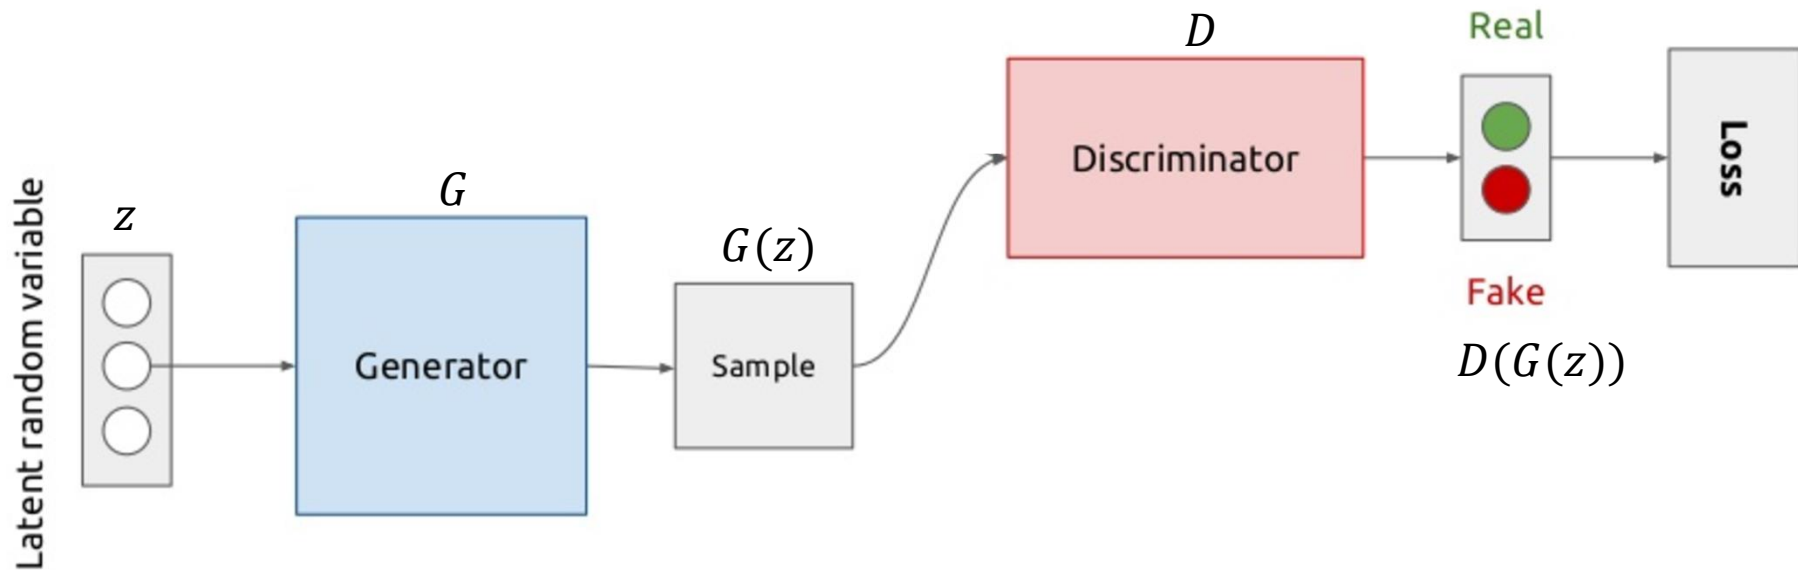 Latent random variable
z
G
Generator
G(z)
Sample
D
Discriminator
Real
Fake
D(G(z))
Loss